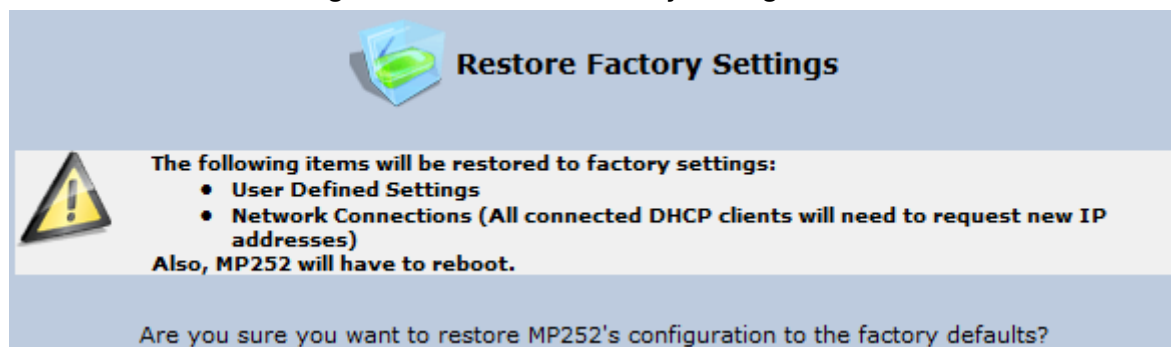 Restore Factory Settings
The following items will be restored to factory settings:
• User Defined Settings
• Network Connections (All connected DHCP clients will need to request new IP
addresses)
Also, MP252 will have to reboot.
Are you sure you want to restore MP252's configuration to the factory defaults?